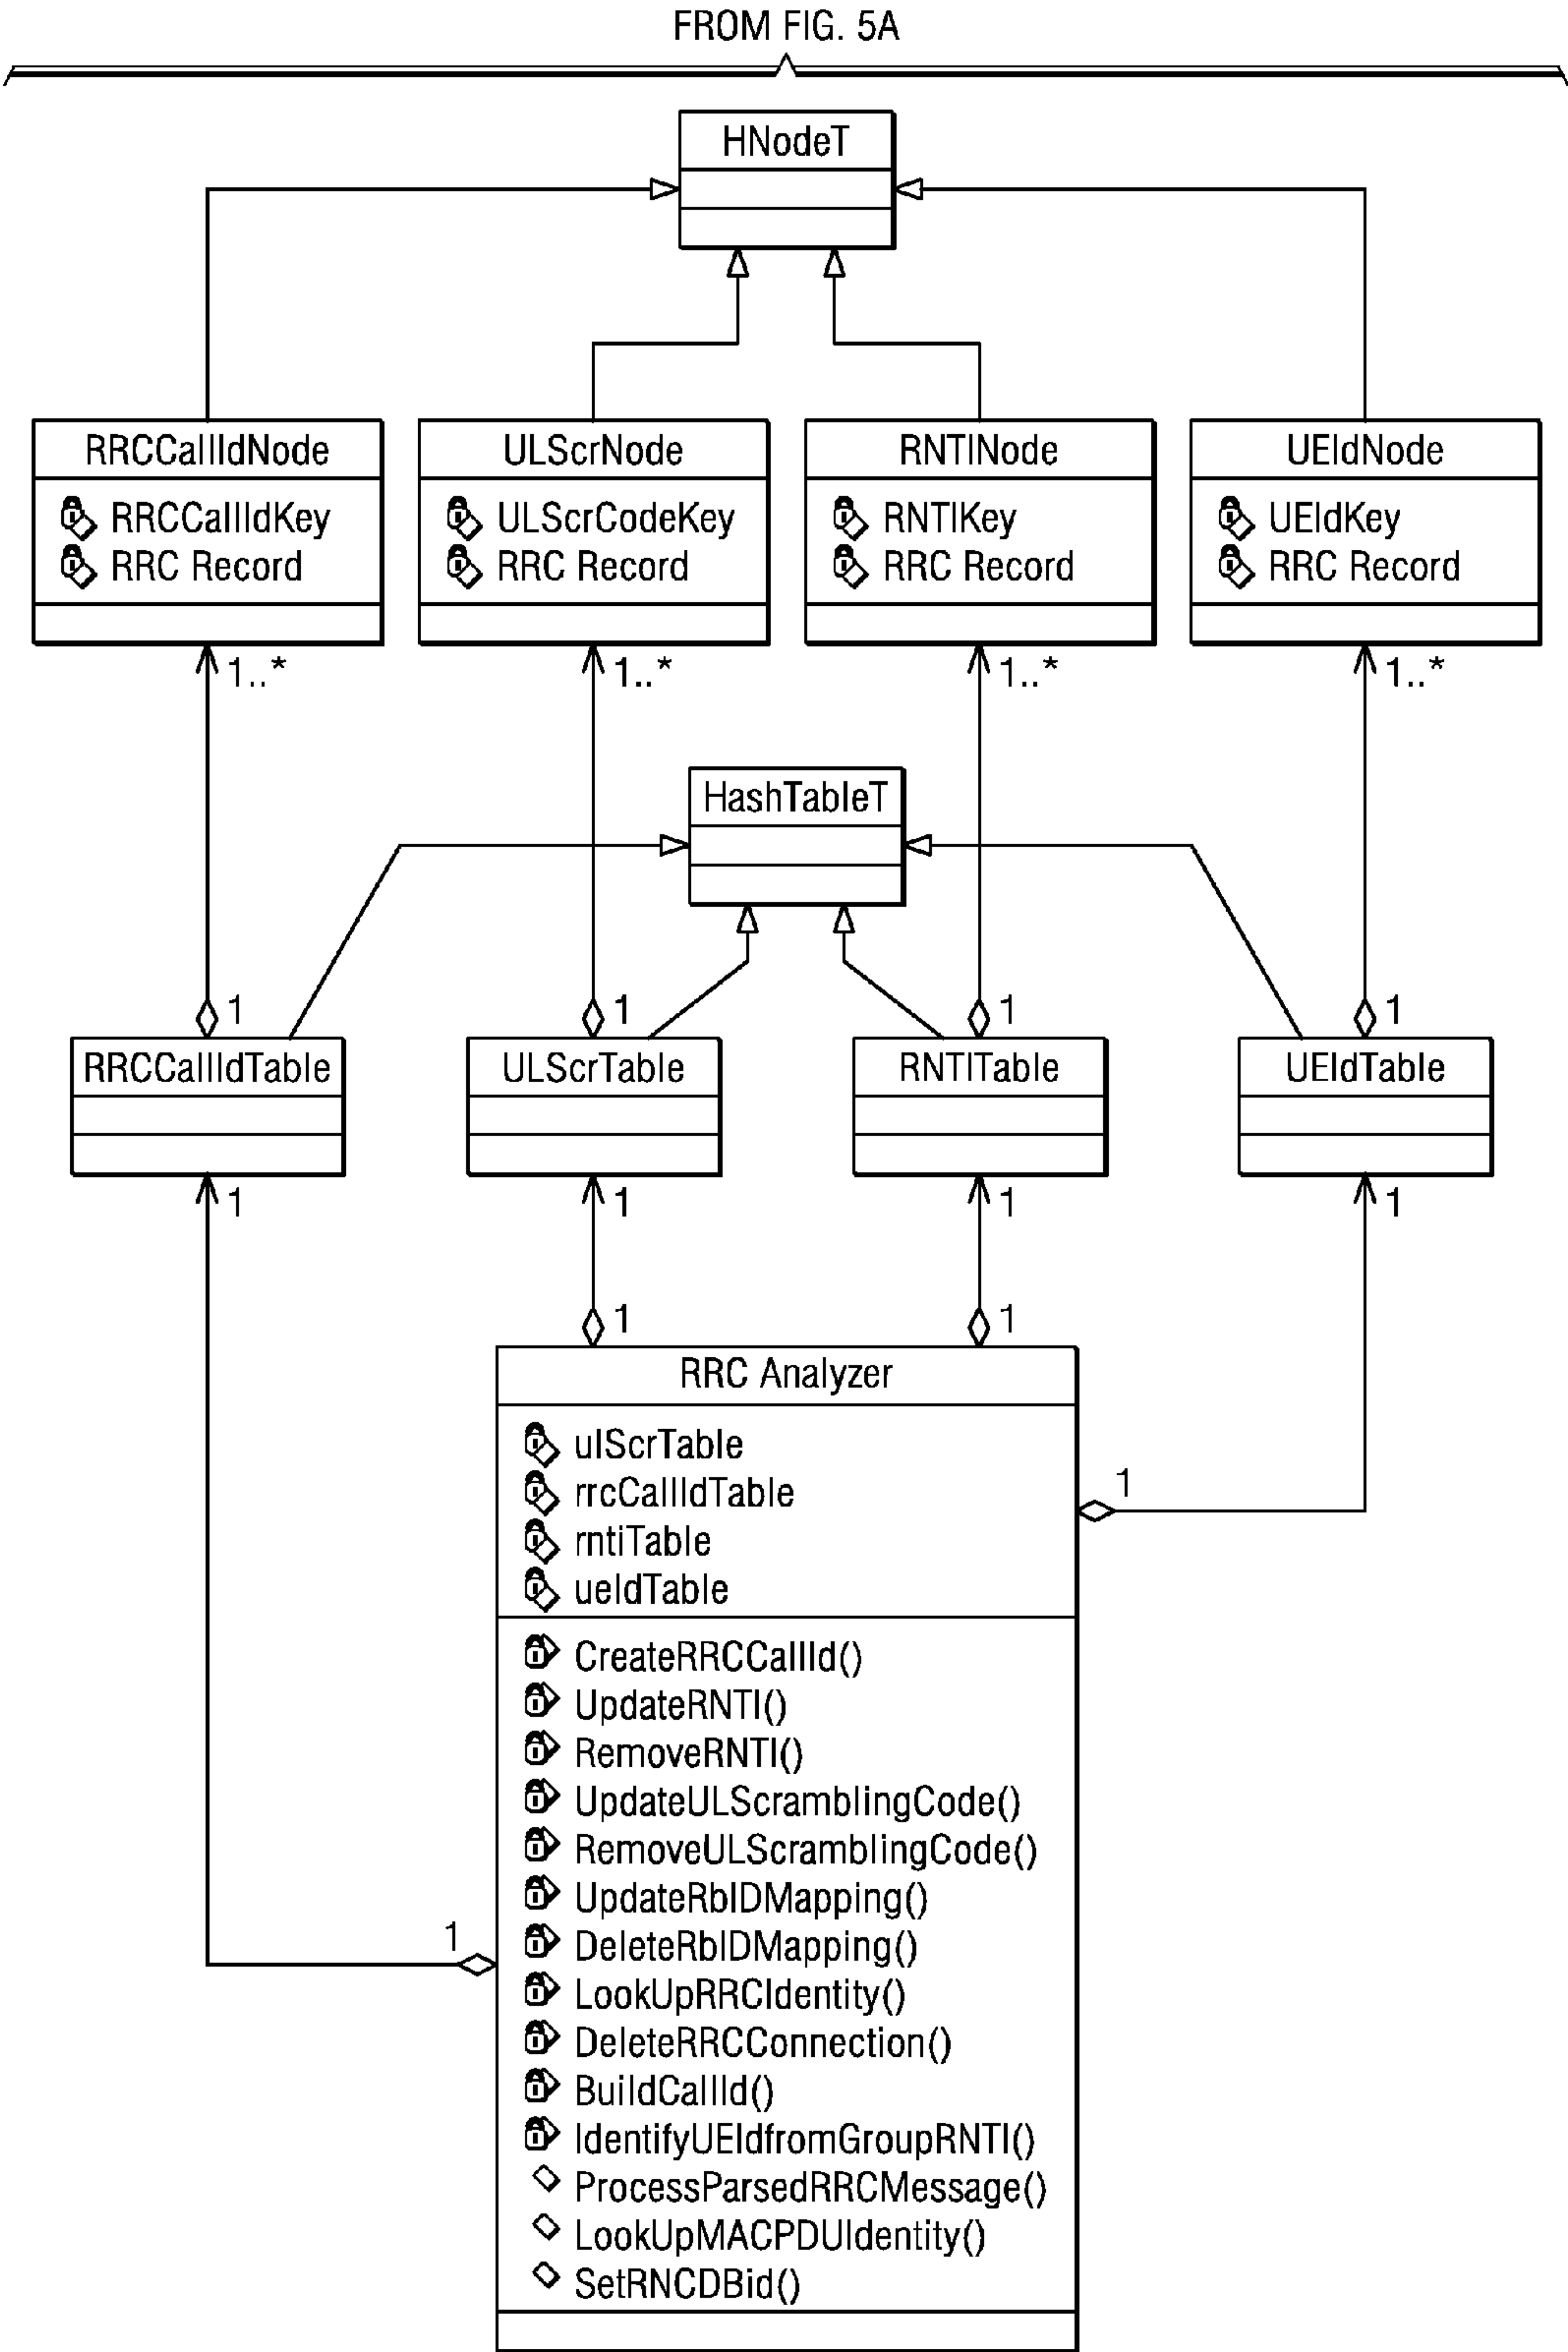 FROM FIG. 5A
HNodeT
RRCCallIdNode
RRCCallIdKey
RRC Record
ULScrNode
ULScrCodeKey
RRC Record
RNTINode
RNTIKey
RRC Record
UEIdNode
UEIdKey
RRC Record
1..*
1..*
1..*
1..*
HashTableT
1
1
1
1
RRCCallIdTable
ULScrTable
RNTITable
UEIdTable
1
1
1
1
1
1
RRC Analyzer
ulScrTable
rrcCallIdTable
rntiTable
ueIdTable
1
CreateRRCCallId()
UpdateRNTI()
RemoveRNTI()
UpdateULScramblingCode()
RemoveULScramblingCode()
UpdateRbIDMapping()
1
DeleteRbIDMapping()
LookUpRRCIdentity()
DeleteRRCConnection()
BuildCallId()
IdentifyUEIdfromGroupRNTI()
ProcessParsedRRCMessage()
LookUpMACPDUIdentity()
SetRNCDBid()